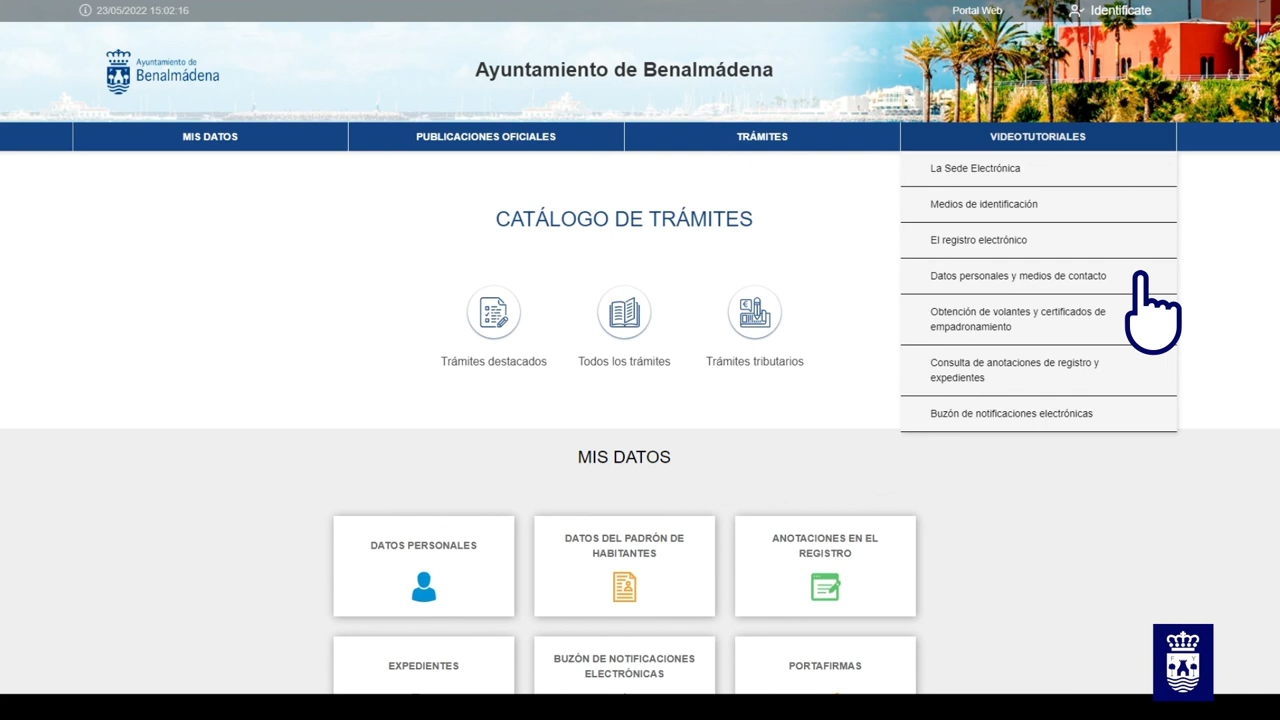 23/05/2022 15:02:16
Portal Web
Identifícate
Ayuntamiento de
Benalmádena
Ayuntamiento de Benalmádena
MIS DATOS
PUBLICACIONES OFICIALES
TRÁMITES
VIDEOTUTORIALES
La Sede Electrónica
Medios de identificación
El registro electrónico
Datos personales y medios de contacto
Obtención de volantes y certificados de
empadronamiento
Consulta de anotaciones de registro y
expedientes
Buzón de notificaciones electrónicas
CATÁLOGO DE TRÁMITES
Trámites destacados
Todos los trámites
Trámites tributarios
MIS DATOS
DATOS PERSONALES
DATOS DEL PADRÓN DE
HABITANTES
ANOTACIONES EN EL
REGISTRO
EXPEDIENTES
BUZÓN DE NOTIFICACIONES
ELECTRÓNICAS
PORTAFIRMAS